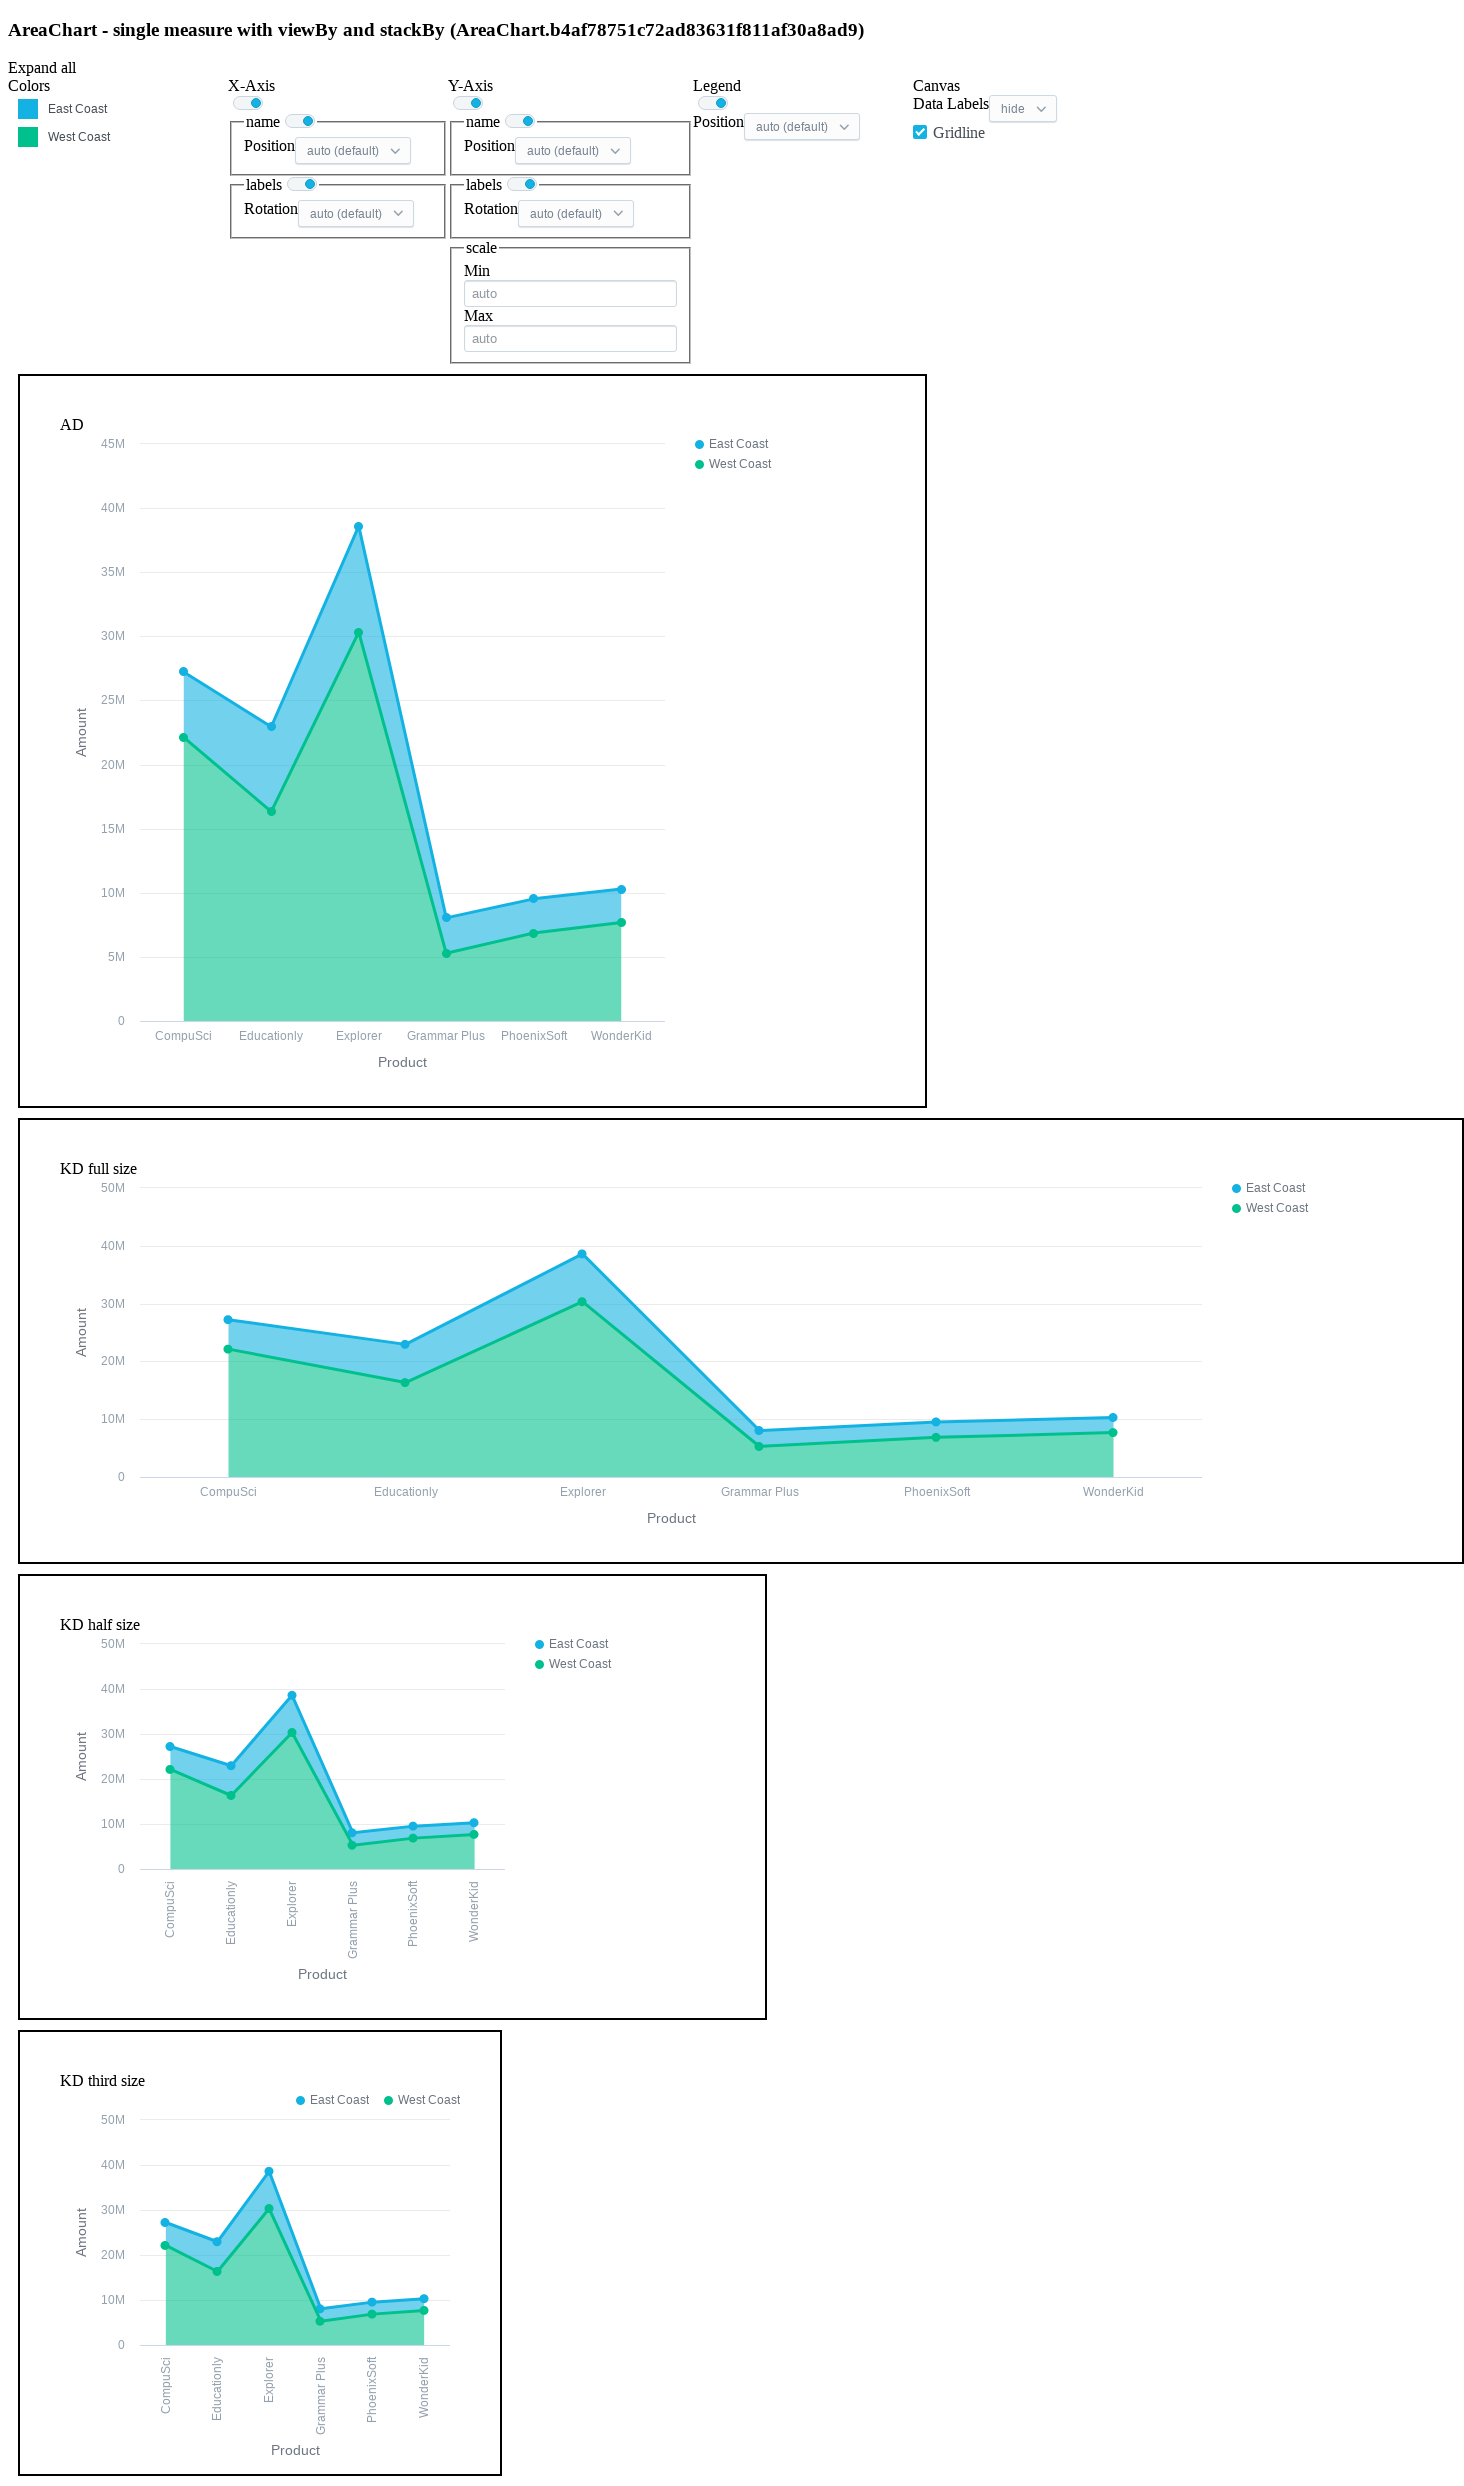 AreaChart - single measure with viewBy and stackBy (AreaChart.b4af78751c72ad83631f811af30a8ad9)
Expand all
Colors
East Coast
West Coast
X-Axis
name
Position auto (default)
labels
Rotation auto (default)
Y-Axis
name
Position auto (default)
labels
Rotation auto (default)
scale
Min
auto
Max
auto
Legend
Position auto (default)
Canvas
Data Labels hide
Gridline
AD
45M
40M
35M
30M
25M
20M
15M
10M
5M
0
Amount
CompuSci Educationly Explorer Grammar Plus PhoenixSoft WonderKid
Product
East Coast
West Coast
KD full size
50M
40M
30M
20M
10M
0
Amount
CompuSci Educationly Explorer Grammar Plus PhoenixSoft WonderKid
Product
East Coast
West Coast
KD half size
50M
40M
30M
20M
10M
0
Amount
CompuSci
Educationly
Explorer
Grammar Plus
PhoenixSoft
WonderKid
Product
East Coast
West Coast
KD third size
East Coast West Coast
50M
40M
30M
20M
10M
0
Amount
CompuSci
Educationly
Explorer
Grammar Plus
PhoenixSoft
WonderKid
Product